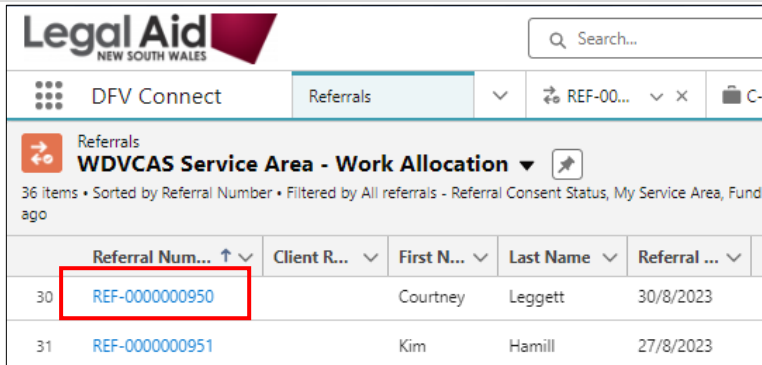 Legal Aid
NEW SOUTH WALES
Search...
DFV Connect
Referrals
REF-00...
C-
Referrals
WDVCAS Service Area - Work Allocation
36 items • Sorted by Referral Number • Filtered by All referrals - Referral Consent Status, My Service Area, Fund
ago
Referral Num... Client R... First N... Last Name Referral ...
30 REF-0000000950 Courtney Leggett 30/8/2023
31 REF-0000000951 Kim Hamill 27/8/2023